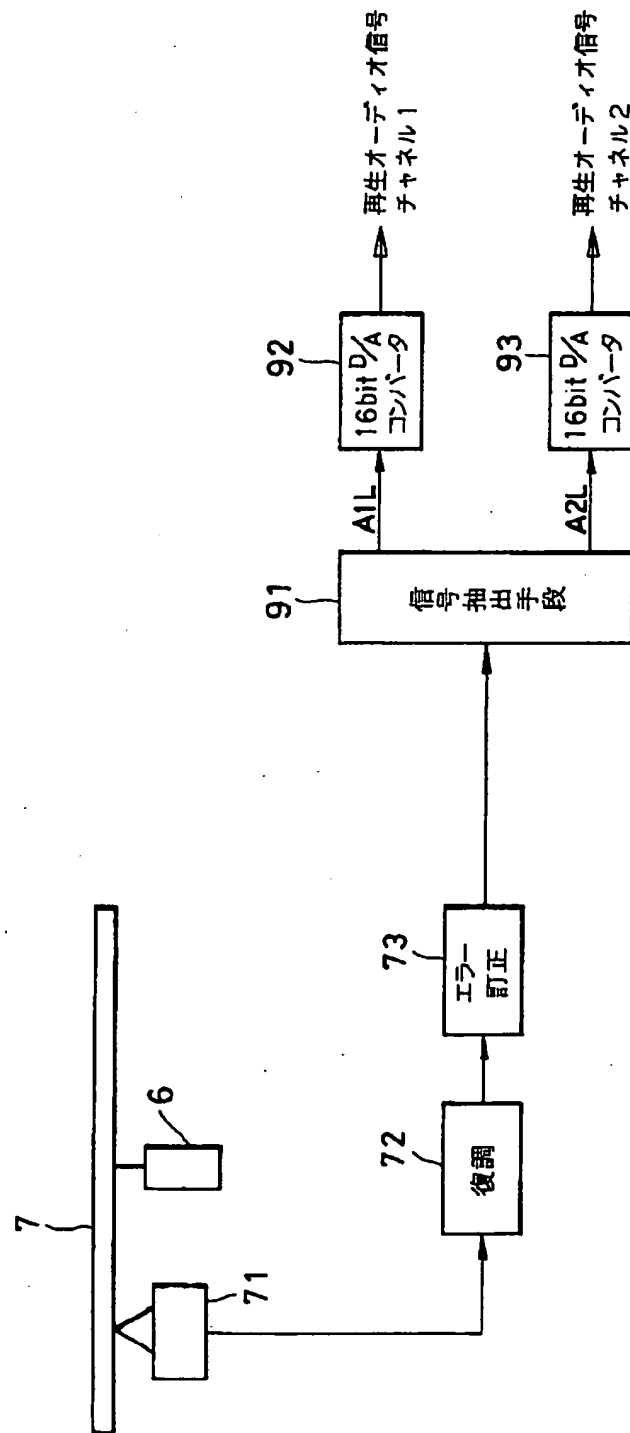 7
6
71
72
復調
73
エラー
訂正
91
信号抽出手段
A1L
92
16bit D/A
コンバータ
再生オーディオ信号
チャネル1
A2L
93
16bit D/A
コンバータ
再生オーディオ信号
チャネル2